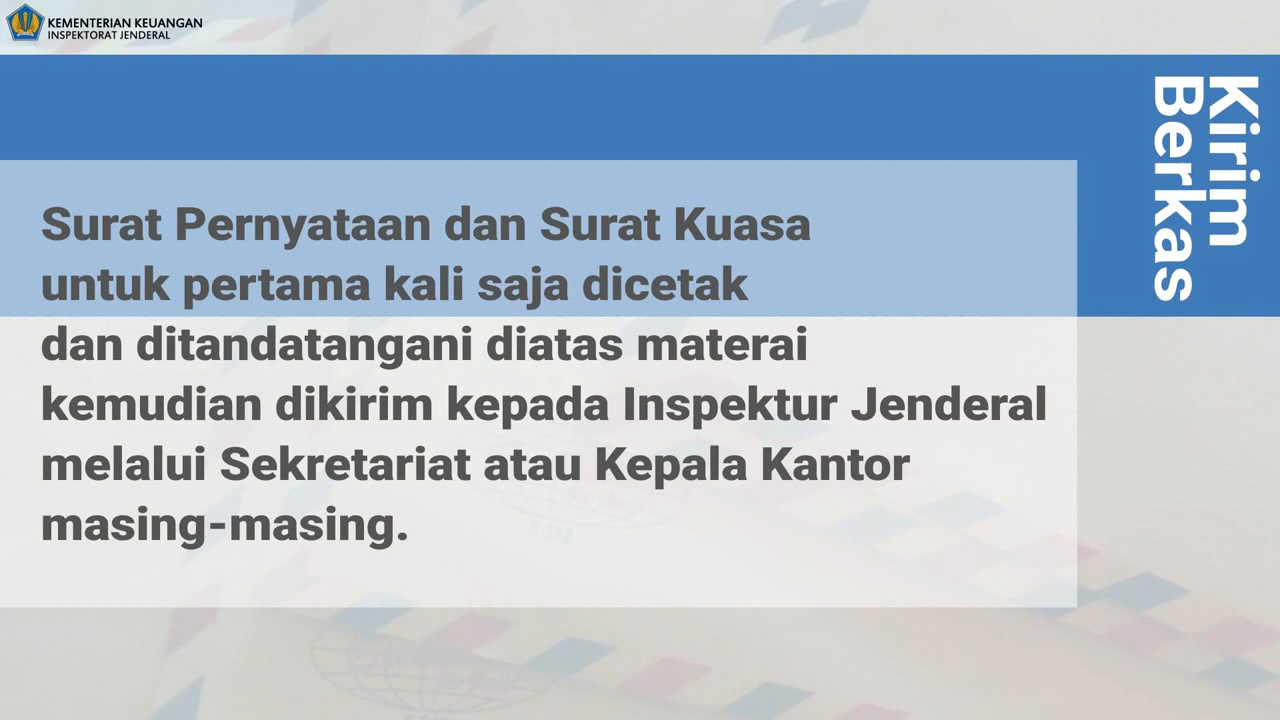 KEMENTERIAN KEUANGAN
INSPEKTORAT JENDERAL
Kirim
Berkas
Surat Pernyataan dan Surat Kuasa
untuk pertama kali saja dicetak
dan ditandatangani diatas materai
kemudian dikirim kepada Inspektur Jenderal
melalui Sekretariat atau Kepala Kantor
masing-masing.